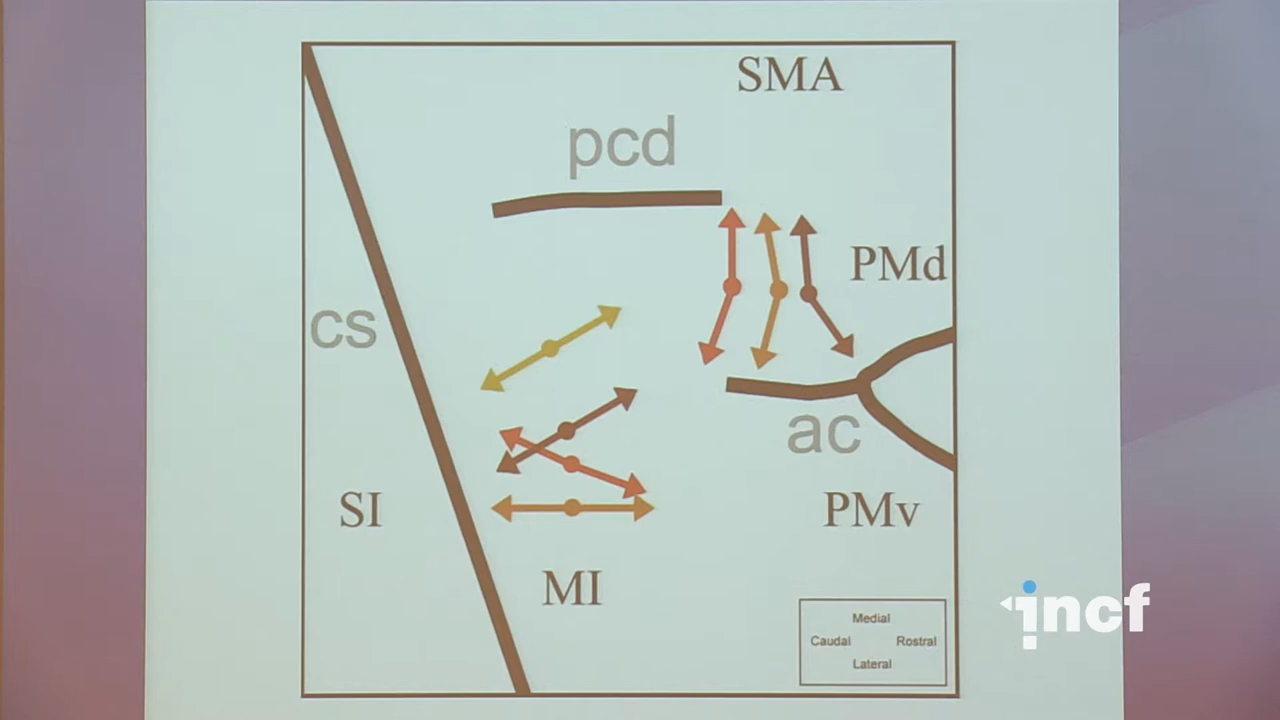 SMA
pcd
PMd
cs
ac
SI
PMv
MI
Medial
Caudal Rostral
Lateral
incf